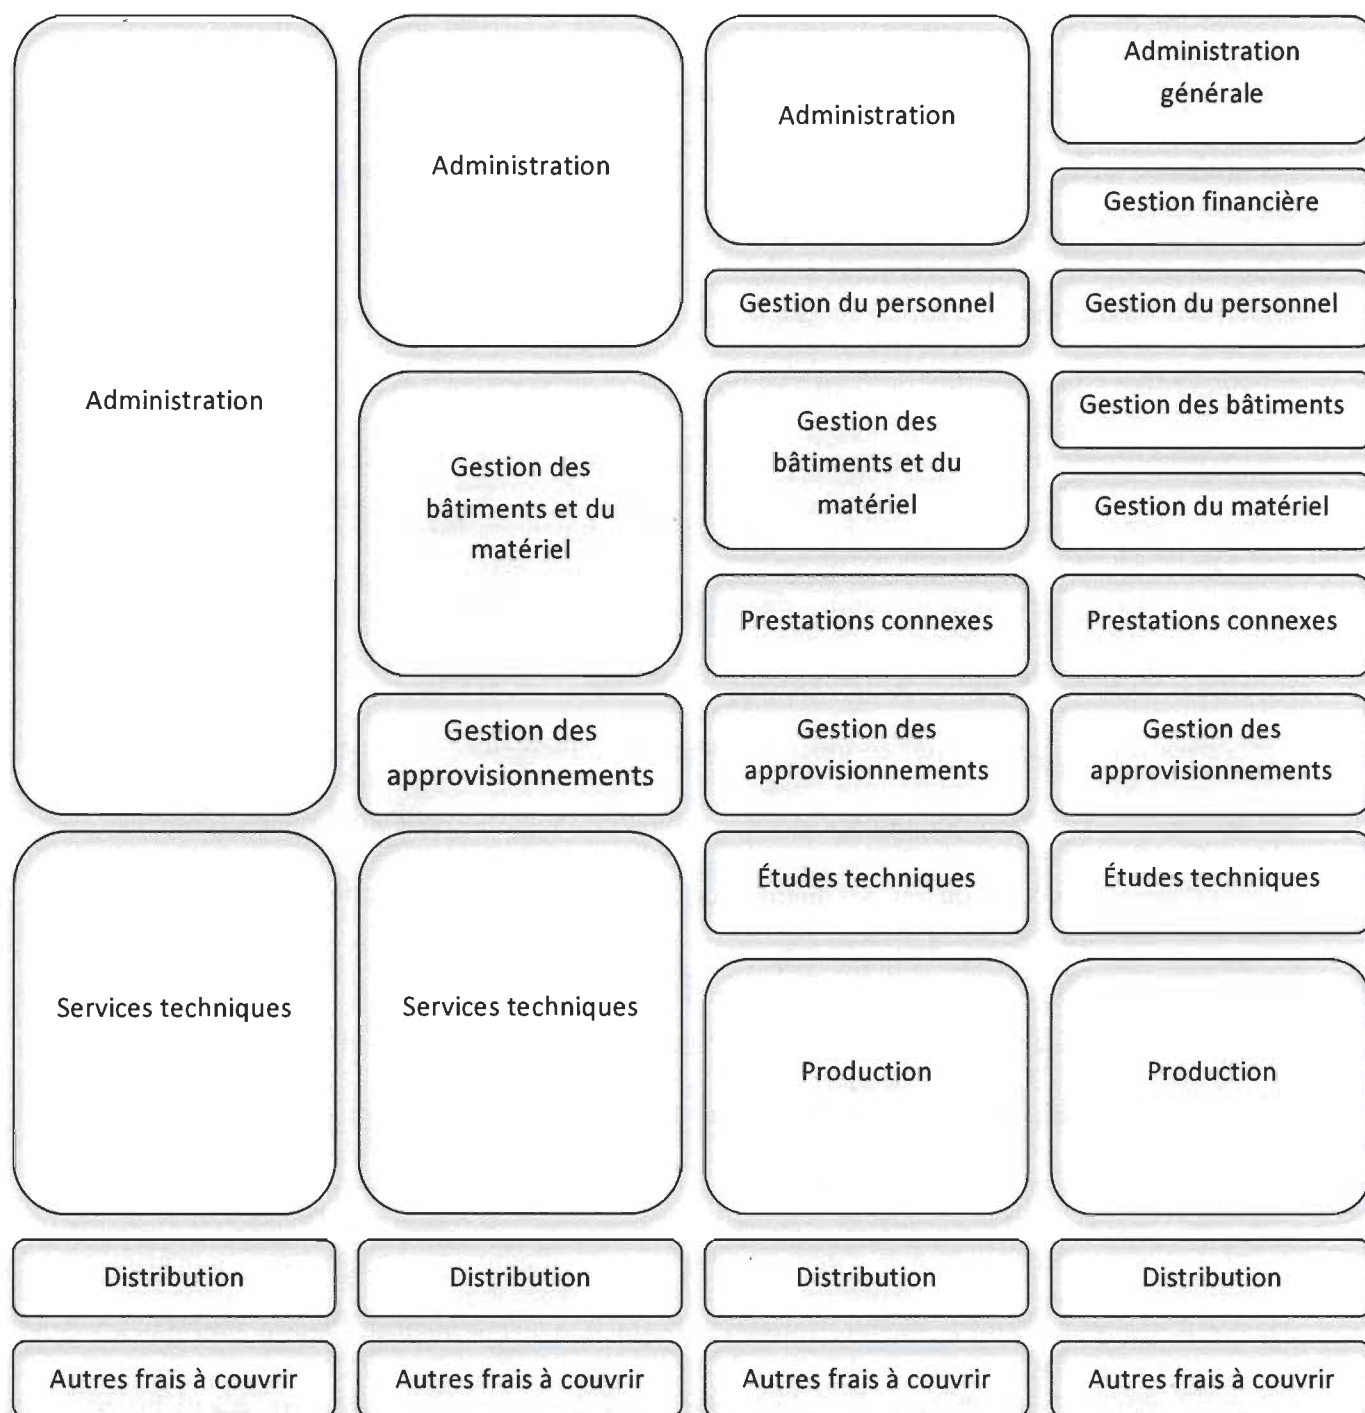 Administration
Services techniques
Distribution
Autres frais à couvrir
Administration
Gestion des
bâtiments et du
matériel
Gestion des
approvisionnements
Services techniques
Distribution
Autres frais à couvrir
Administration
Gestion du personnel
Gestion des
bâtiments et du
matériel
Prestations connexes
Gestion des
approvisionnements
Études techniques
Production
Distribution
Autres frais à couvrir
Administration
générale
Gestion financière
Gestion du personnel
Gestion des bâtiments
Gestion du matériel
Prestations connexes
Gestion des
approvisionnements
Études techniques
Production
Distribution
Autres frais à couvrir